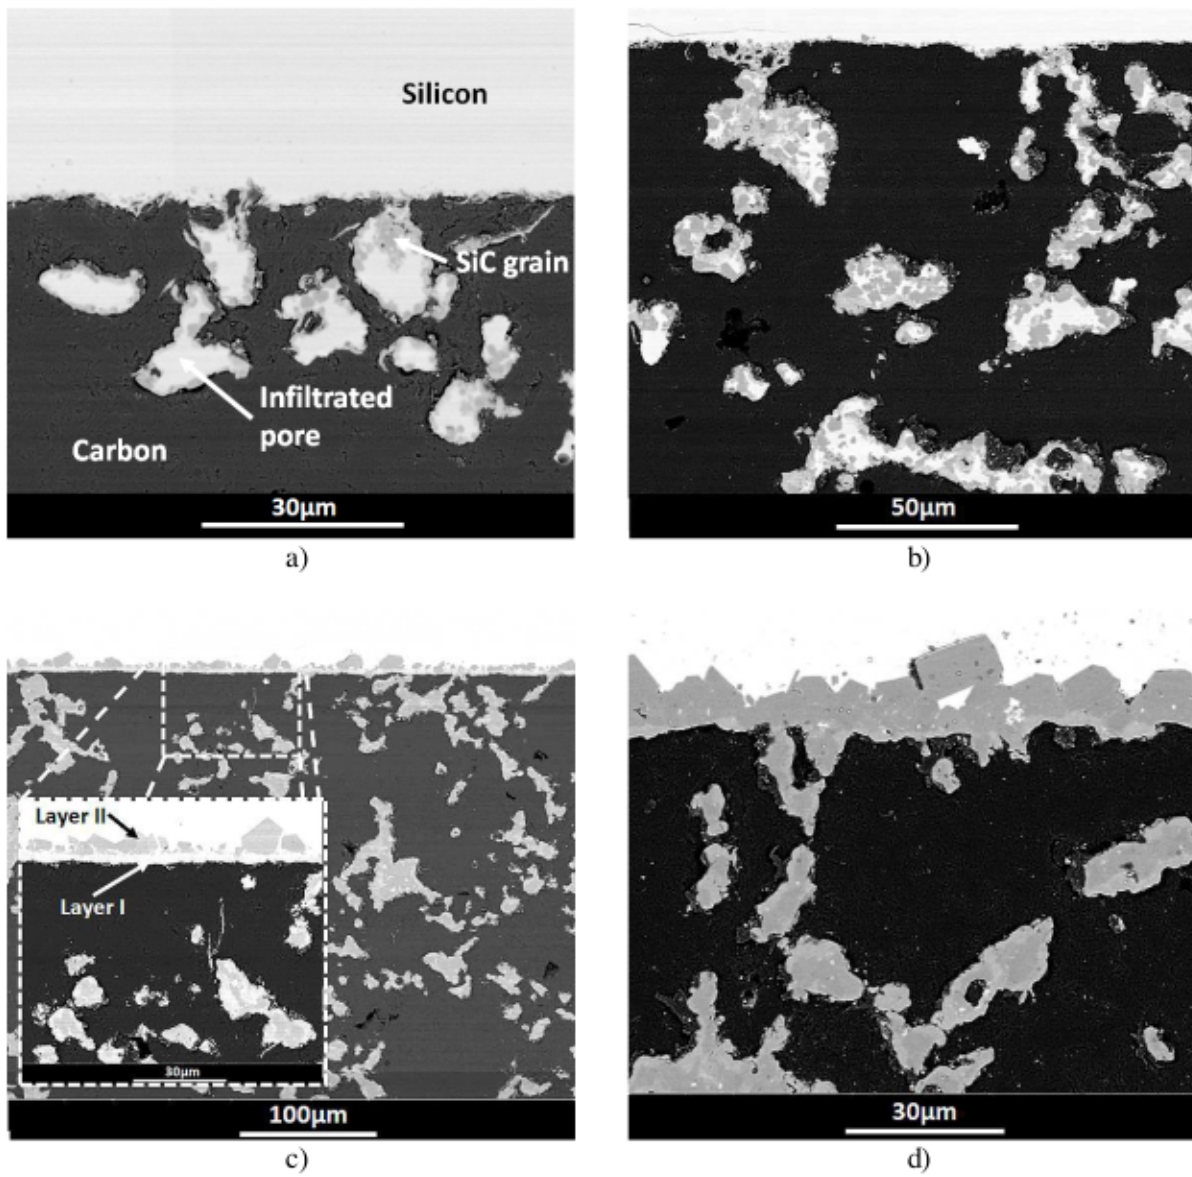 Silicon
SiC grain
Infiltrated
pore
Carbon
30μm
a)
50μm
b)
Layer II
Layer I
30μm
100μm
c)
30μm
d)